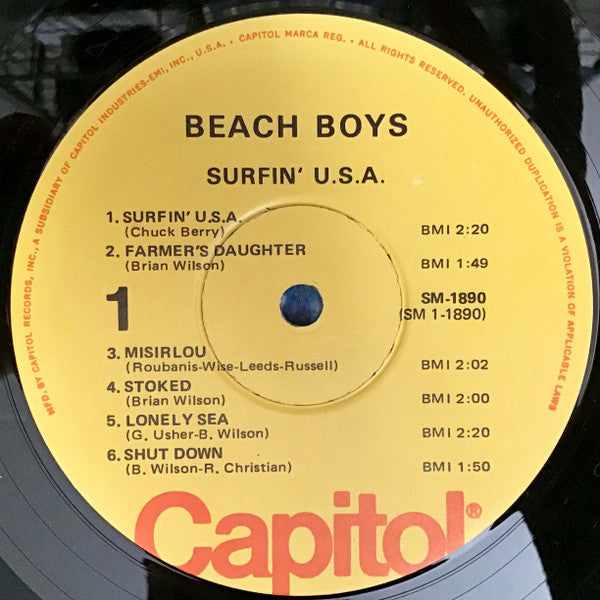 MFD. BY CAPITOL RECORDS, INC., A SUBSIDIARY OF CAPITOL INDUSTRIES-EMI, INC., U.S.A. • CAPITOL MARCA REG. • ALL RIGHTS RESERVED. UNAUTHORIZED DUPLICATION IS A VIOLATION OF APPLICABLE LAWS
BEACH BOYS
SURFIN' U.S.A.
1. SURFIN' U.S.A.
(Chuck Berry) BMI 2:20
2. FARMER'S DAUGHTER
(Brian Wilson) BMI 1:49
1
SM-1890
(SM 1-1890)
3. MISIRLOU
(Roubanis-Wise-Leeds-Russell) BMI 2:02
4. STOKED
(Brian Wilson) BMI 2:00
5. LONELY SEA
(G. Usher-B. Wilson) BMI 2:20
6. SHUT DOWN
(B. Wilson-R. Christian) BMI 1:50
Capitol®